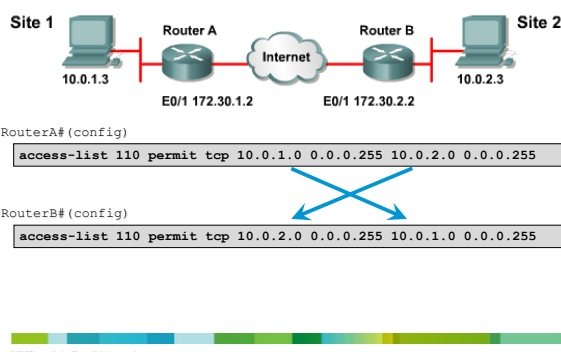 Site 1
Router A
Internet
Router B
Site 2
10.0.1.3
10.0.2.3
E0/1 172.30.1.2
E0/1 172.30.2.2
RouterA#(config)
access-list 110 permit tcp 10.0.1.0 0.0.0.255 10.0.2.0 0.0.0.255
RouterB#(config)
access-list 110 permit tcp 10.0.2.0 0.0.0.255 10.0.1.0 0.0.0.255